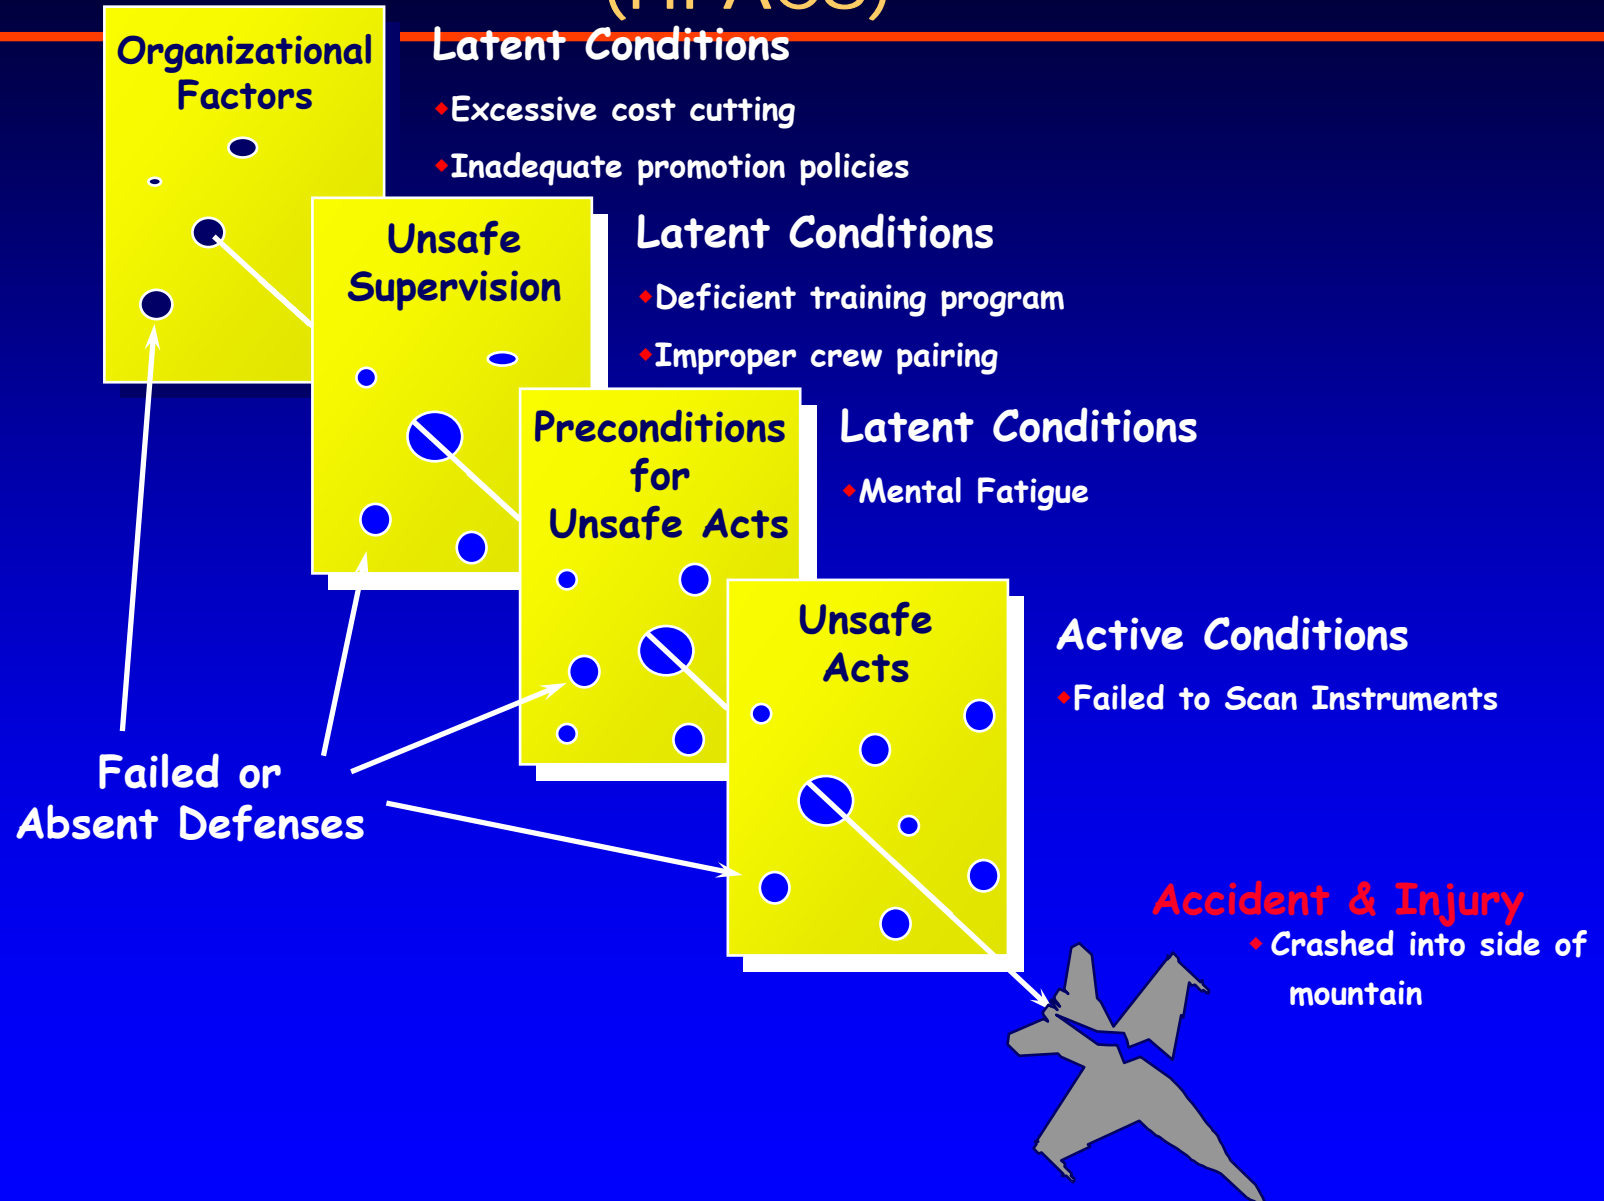 (HFACS)
Organizational
Factors
Latent Conditions
Excessive cost cutting
Inadequate promotion policies
Unsafe
Supervision
Latent Conditions
Deficient training program
Improper crew pairing
Preconditions
for
Unsafe Acts
Latent Conditions
Mental Fatigue
Unsafe
Acts
Active Conditions
Failed to Scan Instruments
Failed or
Absent Defenses
Accident & Injury
Crashed into side of
mountain